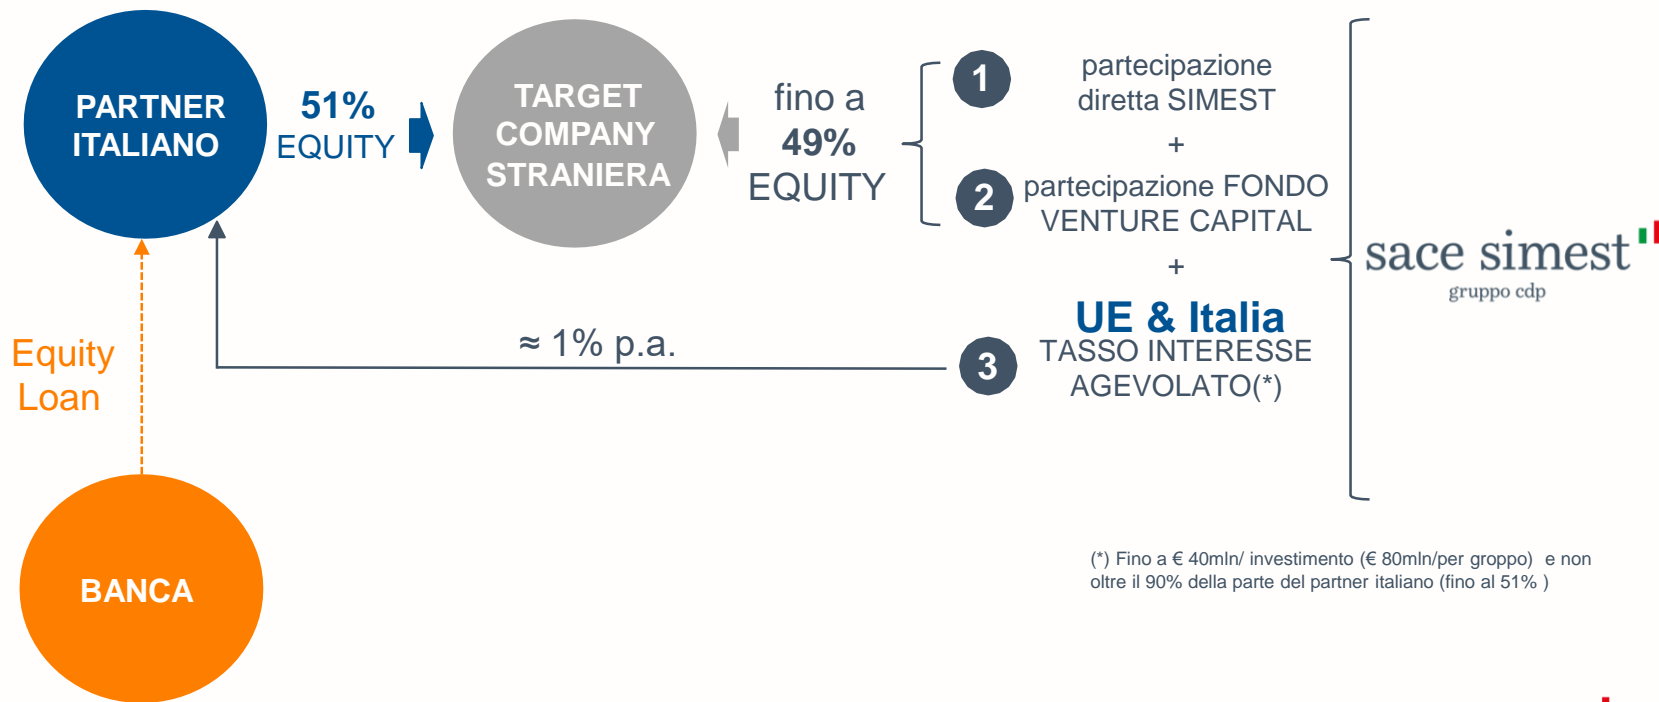 PARTNER
ITALIANO
51%
EQUITY
TARGET
COMPANY
STRANIERA
fino a
49%
EQUITY
1
partecipazione
diretta SIMEST
+
2
partecipazione FONDO
VENTURE CAPITAL
+
3
UE & Italia
TASSO INTERESSE
AGEVOLATO(*)
≈ 1% p.a.
sace simest
gruppo cdp
Equity
Loan
BANCA
(*) Fino a € 40mln/ investimento (€ 80mln/per groppo) e non
oltre il 90% della parte del partner italiano (fino al 51% )